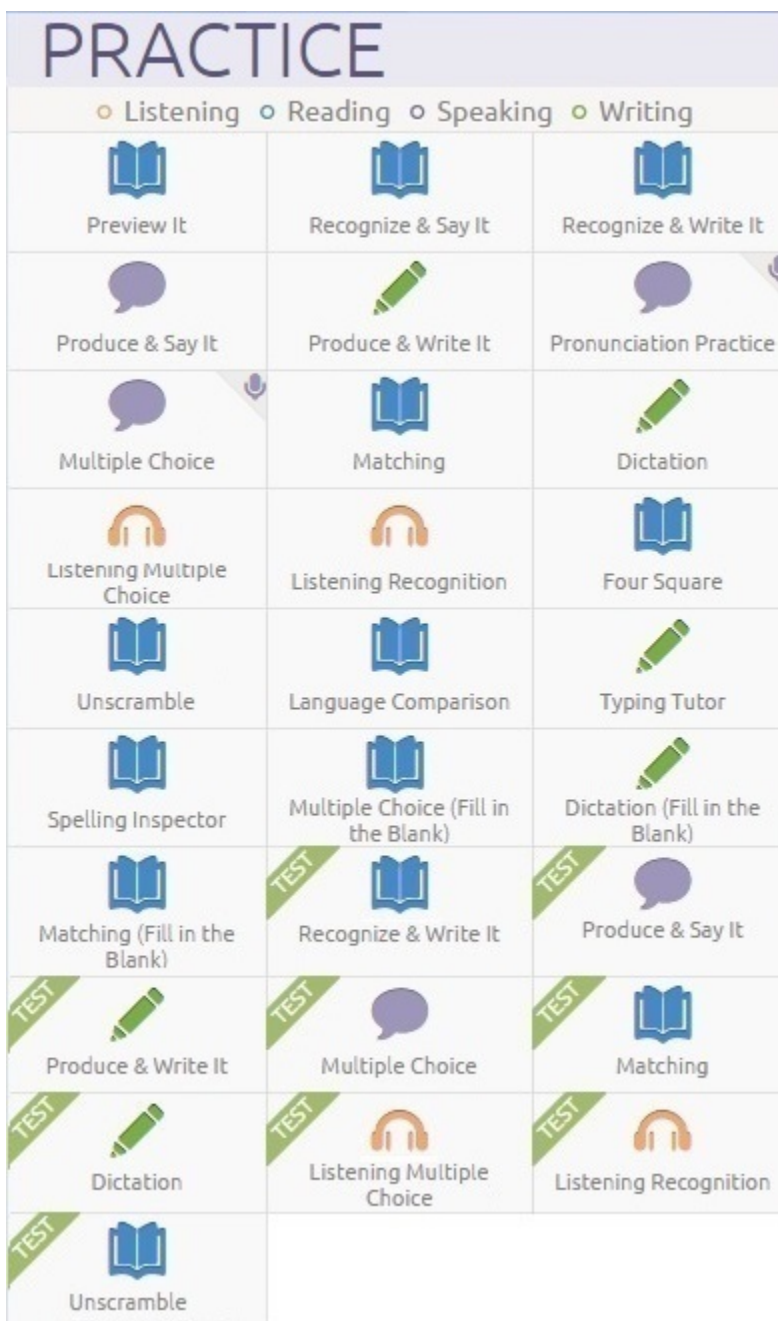 PRACTICE
Listening Reading Speaking Writing
Preview It
Recognize & Say It
Recognize & Write It
Produce & Say It
Produce & Write It
Pronunciation Practice
Multiple Choice
Matching
Dictation
Listening Multiple
Choice
Listening Recognition
Four Square
Unscramble
Language Comparison
Typing Tutor
Spelling Inspector
Multiple Choice (Fill in
the Blank)
Dictation (Fill in the
Blank)
Matching (Fill in the
Blank)
TEST
Recognize & Write It
TEST
Produce & Say It
TEST
Produce & Write It
TEST
Multiple Choice
TEST
Matching
TEST
Dictation
TEST
Listening Multiple
Choice
TEST
Listening Recognition
TEST
Unscramble